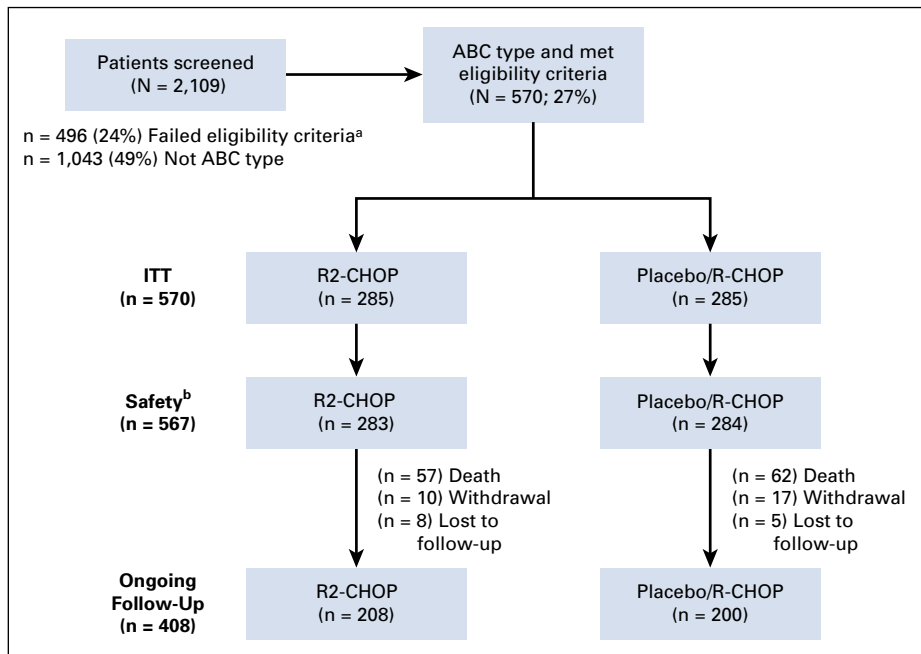 Patients screened
(N = 2,109)
ABC type and met
eligibility criteria
(N = 570; 27%)
n = 496 (24%) Failed eligibility criteriaᵃ
n = 1,043 (49%) Not ABC type
ITT
(n = 570)
R2-CHOP
(n = 285)
Placebo/R-CHOP
(n = 285)
Safetyᵇ
(n = 567)
R2-CHOP
(n = 283)
Placebo/R-CHOP
(n = 284)
(n = 57) Death
(n = 10) Withdrawal
(n = 8) Lost to
follow-up
(n = 62) Death
(n = 17) Withdrawal
(n = 5) Lost to
follow-up
Ongoing
Follow-Up
(n = 408)
R2-CHOP
(n = 208)
Placebo/R-CHOP
(n = 200)